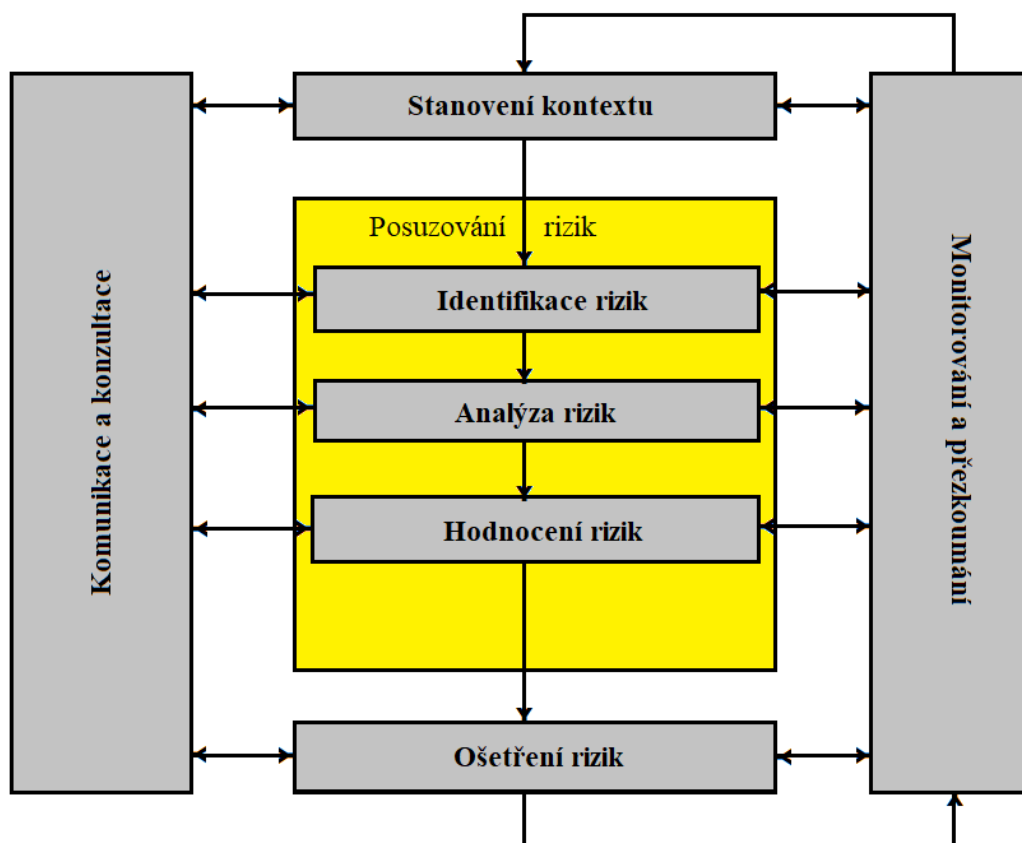 Stanovení kontextu
Posuzování rizik
Identifikace rizik
Analýza rizik
Hodnocení rizik
Ošetření rizik
Komunikace a konzultace
Monitorování a přezkoumání